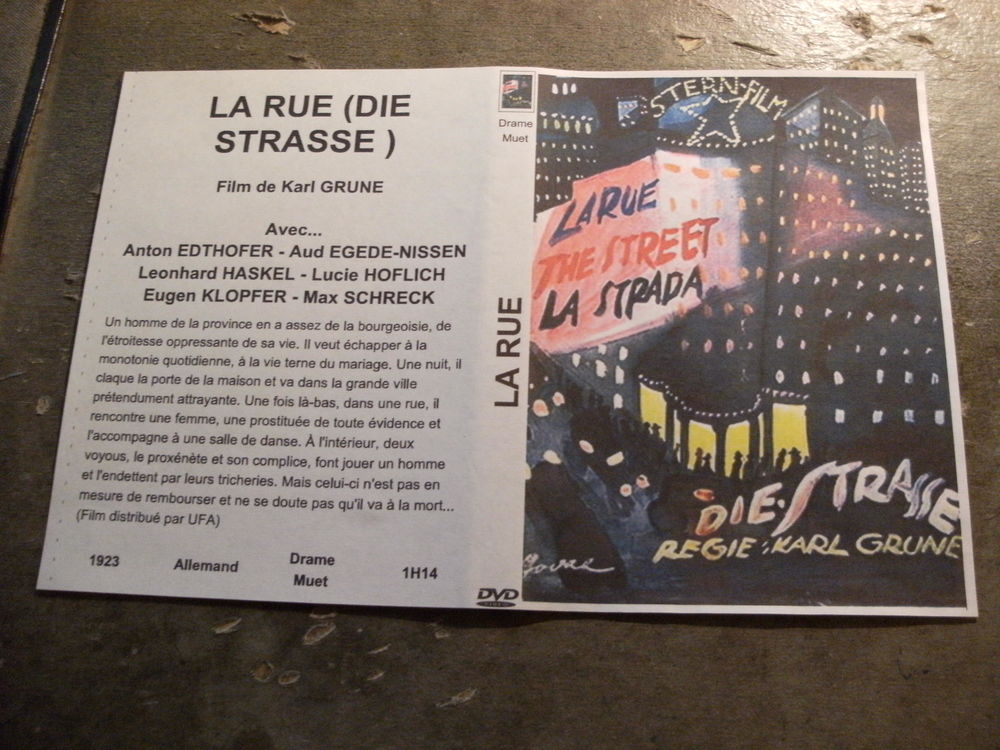 LA RUE (DIE
STRASSE )
Film de Karl GRUNE
Avec...
Anton EDTHOFER - Aud EGEDE-NISSEN
Leonhard HASKEL - Lucie HOFLICH
Eugen KLOPFER - Max SCHRECK
Un homme de la province en a assez de la bourgeoisie, de
l'étroitesse oppressante de sa vie. Il veut échapper à la
monotonie quotidienne, à la vie terne du mariage. Une nuit, il
claque la porte de la maison et va dans la grande ville
prétendument attrayante. Une fois là-bas, dans une rue, il
rencontre une femme, une prostituée de toute évidence et
l'accompagne à une salle de danse. À l'intérieur, deux
voyous, le proxénète et son complice, font jouer un homme
et l'endettent par leurs tricheries. Mais celui-ci n'est pas en
mesure de rembourser et ne se doute pas qu'il va à la mort...
(Film distribué par UFA)
1923
Allemand
Drame
Muet
1H14
Drame
Muet
LA RUE
DVD
VIDEO
STERN-FILM
LA RUE
THE STREET
LA STRADA
DIE-STRASSE
REGIE: KARL GRUNE